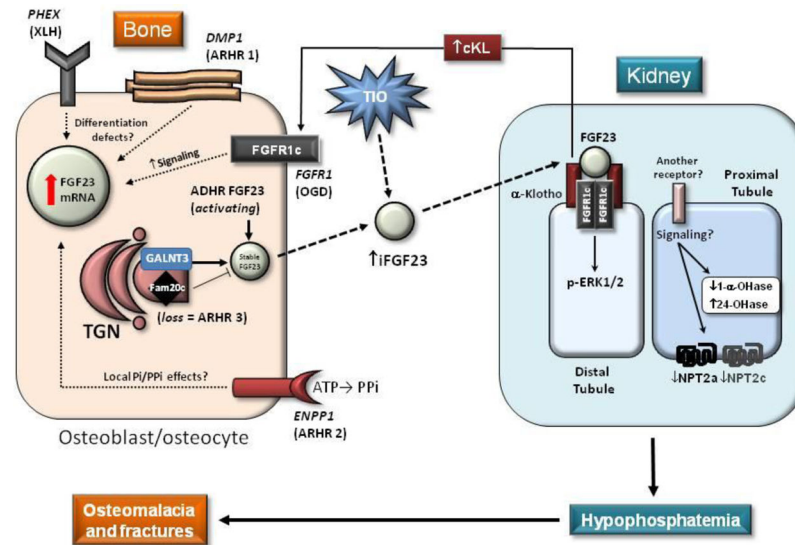 PHEX
(XLH)
Bone
DMP1
(ARHR 1)
↑cKL
Kidney
TIO
Differentiation
defects?
↑Signaling
FGFR1c
FGFR1
(OGD)
FGF23
mRNA
ADHR FGF23
(activating)
GALNT3
Fam20c
Stable
FGF23
TGN
(loss = ARHR 3)
↑iFGF23
Local Pi/PPi effects?
ATP → PPi
ENPP1
(ARHR 2)
Osteoblast/osteocyte
FGF23
α-Klotho
FGFR1c
FGFR1c
p-ERK1/2
Distal
Tubule
Another
receptor?
Proximal
Tubule
Signaling?
↓1-α-OHase
↑24-OHase
↓NPT2a ↓NPT2c
Osteomalacia
and fractures
Hypophosphatemia